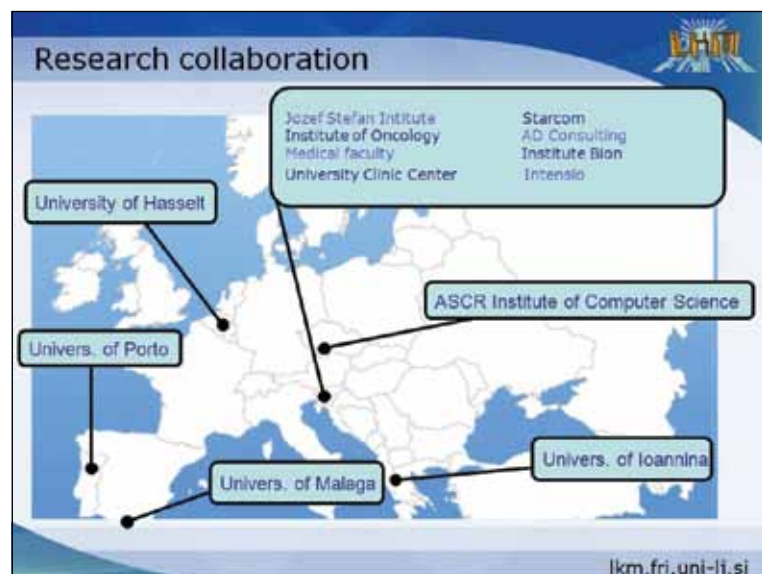 Research collaboration
LKM
Jozef Stefan Intitute
Institute of Oncology
Medical faculty
University Clinic Center
Starcom
AD Consulting
Institute Bion
Intensio
University of Hasselt
ASCR Institute of Computer Science
Univers. of Porto
Univers. of Malaga
Univers. of Ioannina
lkm.fri.uni-lj.si